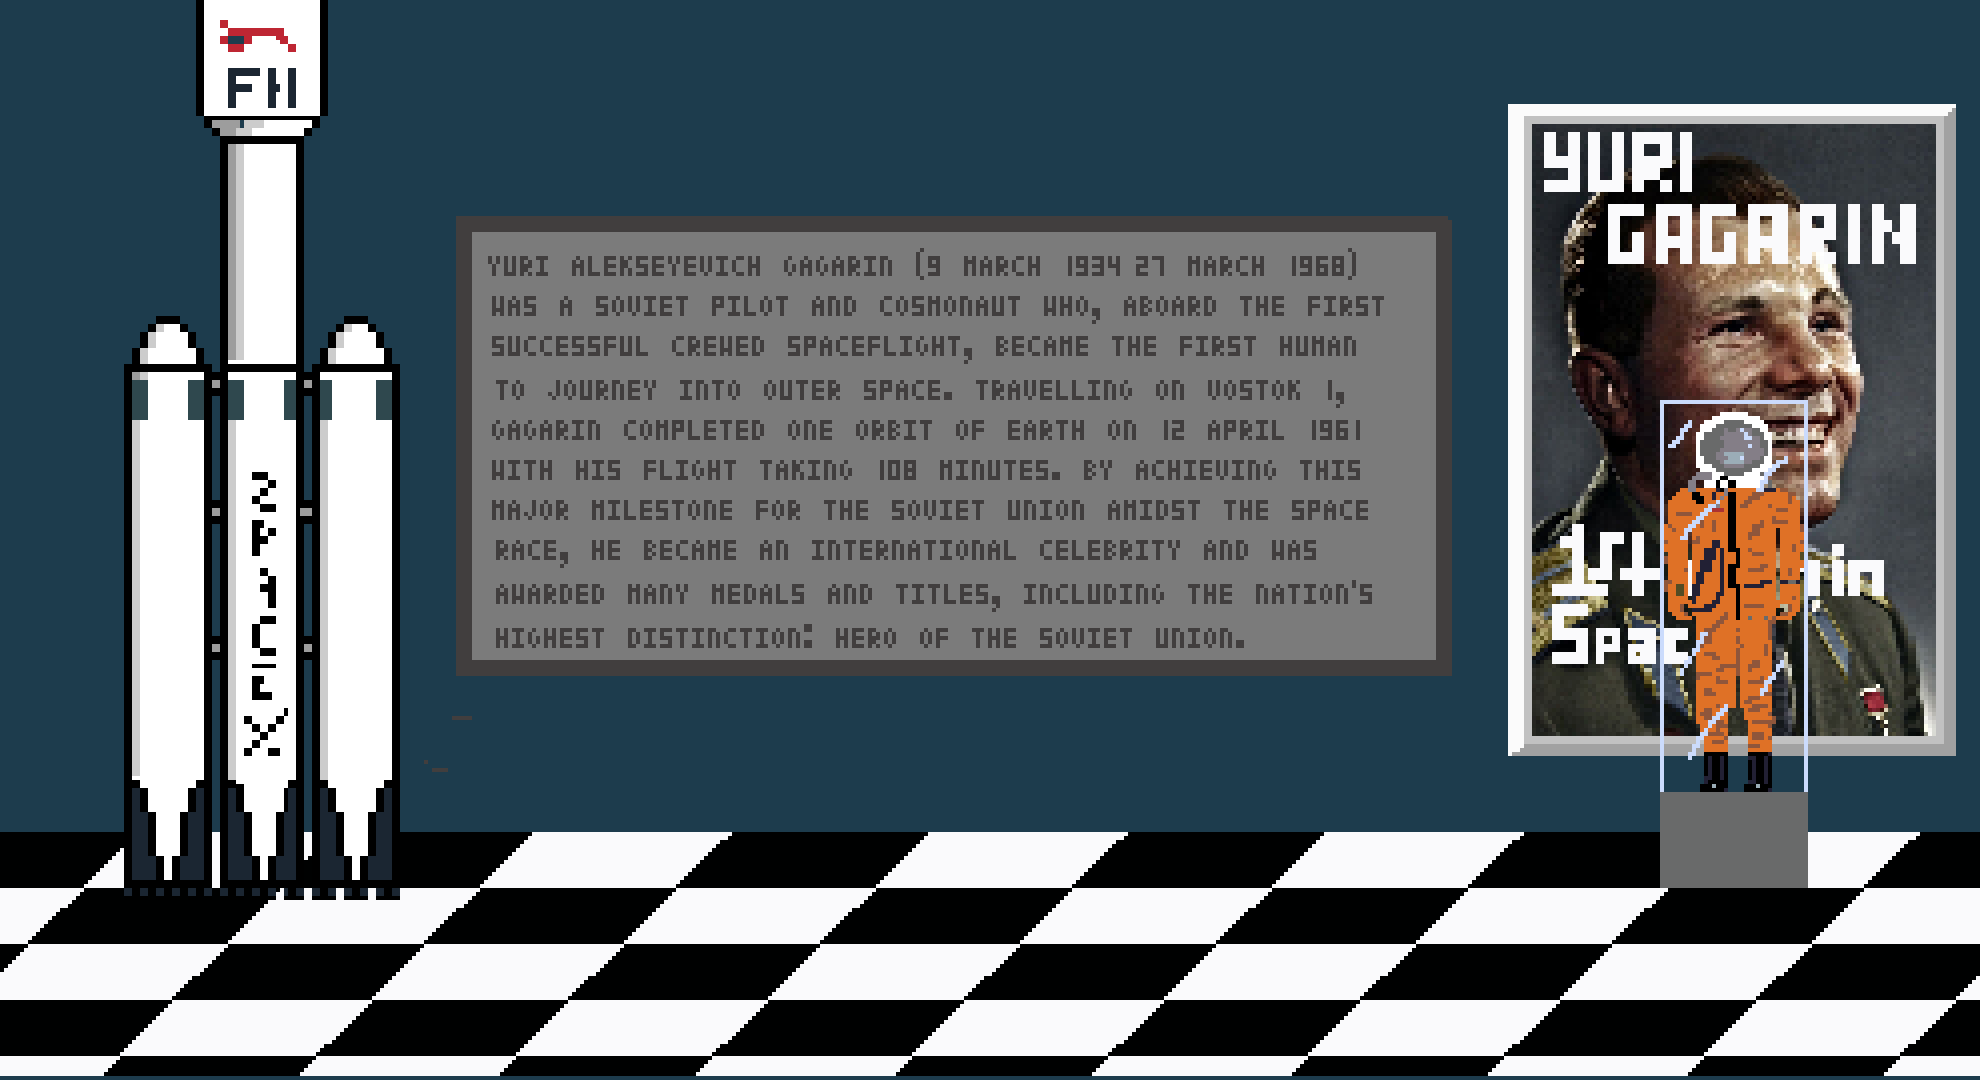 FH
SPACEX
YURI ALEKSEYEVICH GAGARIN (9 MARCH 1934 27 MARCH 1968)
WAS A SOVIET PILOT AND COSMONAUT WHO, ABOARD THE FIRST
SUCCESSFUL CREWED SPACEFLIGHT, BECAME THE FIRST HUMAN
TO JOURNEY INTO OUTER SPACE. TRAVELLING ON VOSTOK 1,
GAGARIN COMPLETED ONE ORBIT OF EARTH ON 12 APRIL 1961
WITH HIS FLIGHT TAKING 108 MINUTES. BY ACHIEVING THIS
MAJOR MILESTONE FOR THE SOVIET UNION AMIDST THE SPACE
RACE, HE BECAME AN INTERNATIONAL CELEBRITY AND WAS
AWARDED MANY MEDALS AND TITLES, INCLUDING THE NATION'S
HIGHEST DISTINCTION: HERO OF THE SOVIET UNION.
YURI
GAGARIN
1st in
Spac